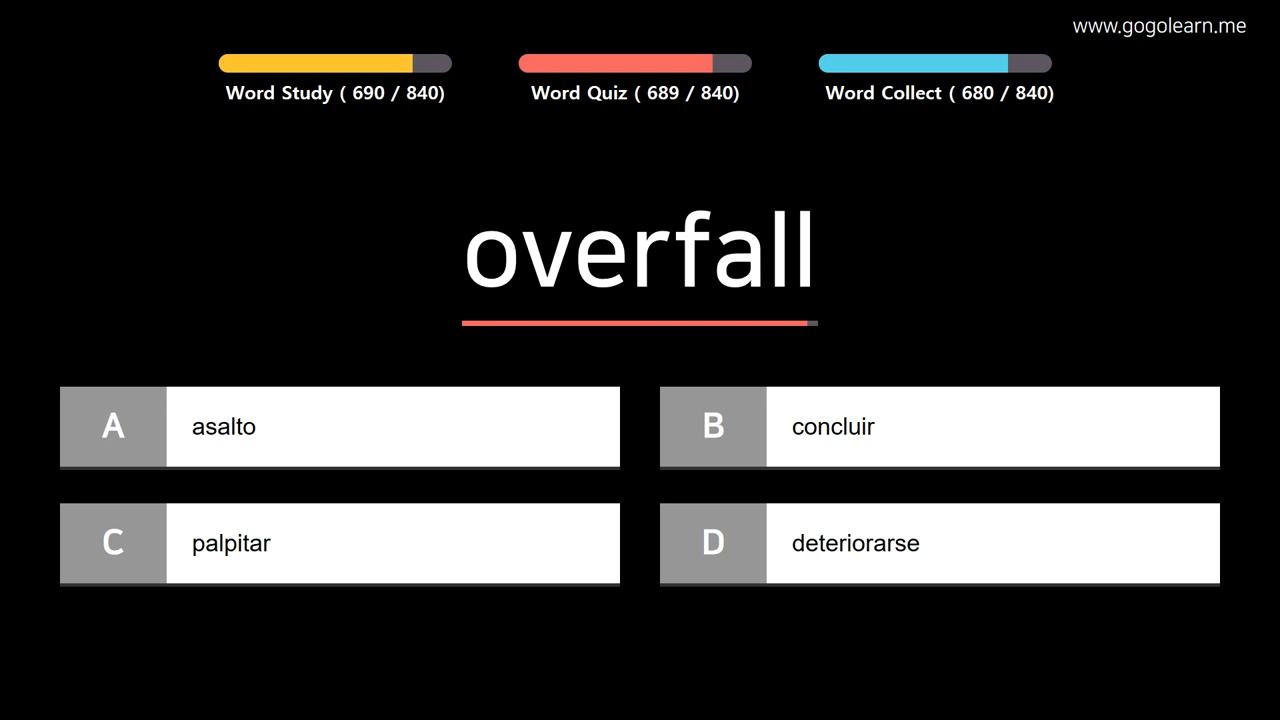 www.gogolearn.me
Word Study ( 690 / 840)
Word Quiz ( 689 / 840)
Word Collect ( 680 / 840)
overfall
A asalto
B concluir
C palpitar
D deteriorarse